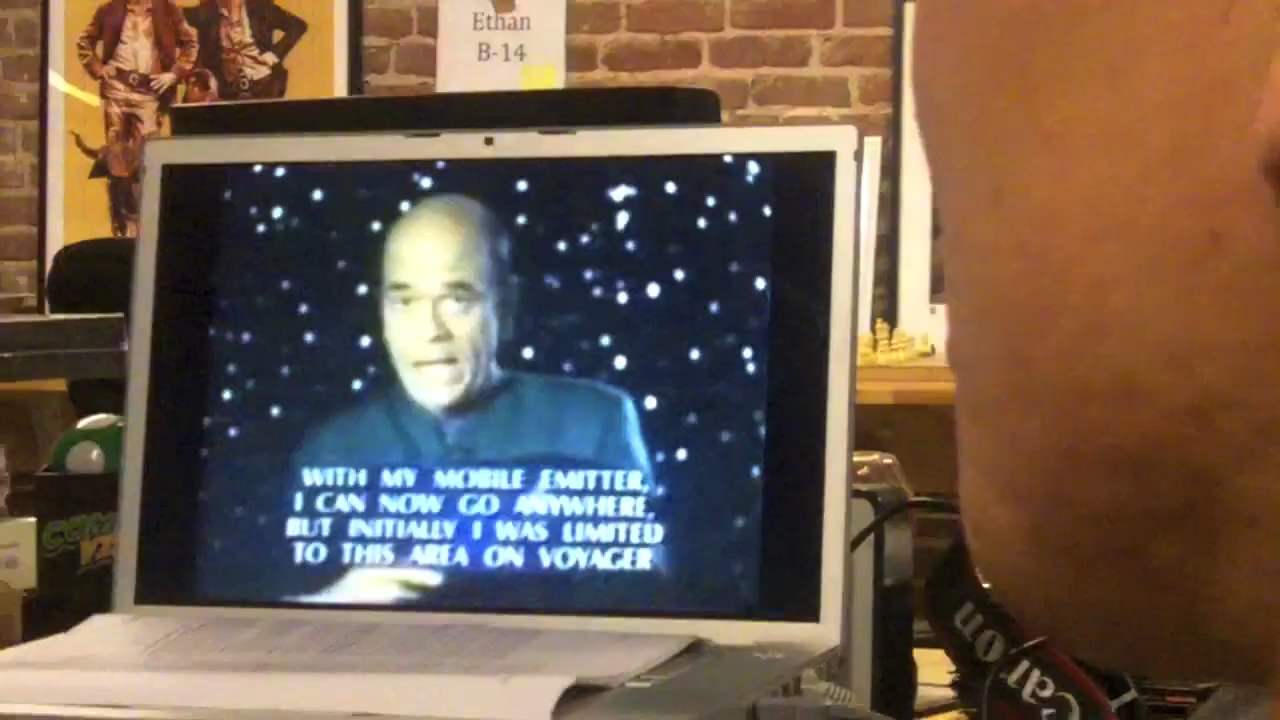 Ethan
B-14
WITH MY MOBILE EMITTER,
I CAN NOW GO ANYWHERE,
BUT INITIALLY I WAS LIMITED
TO THIS AREA ON VOYAGER
Canon